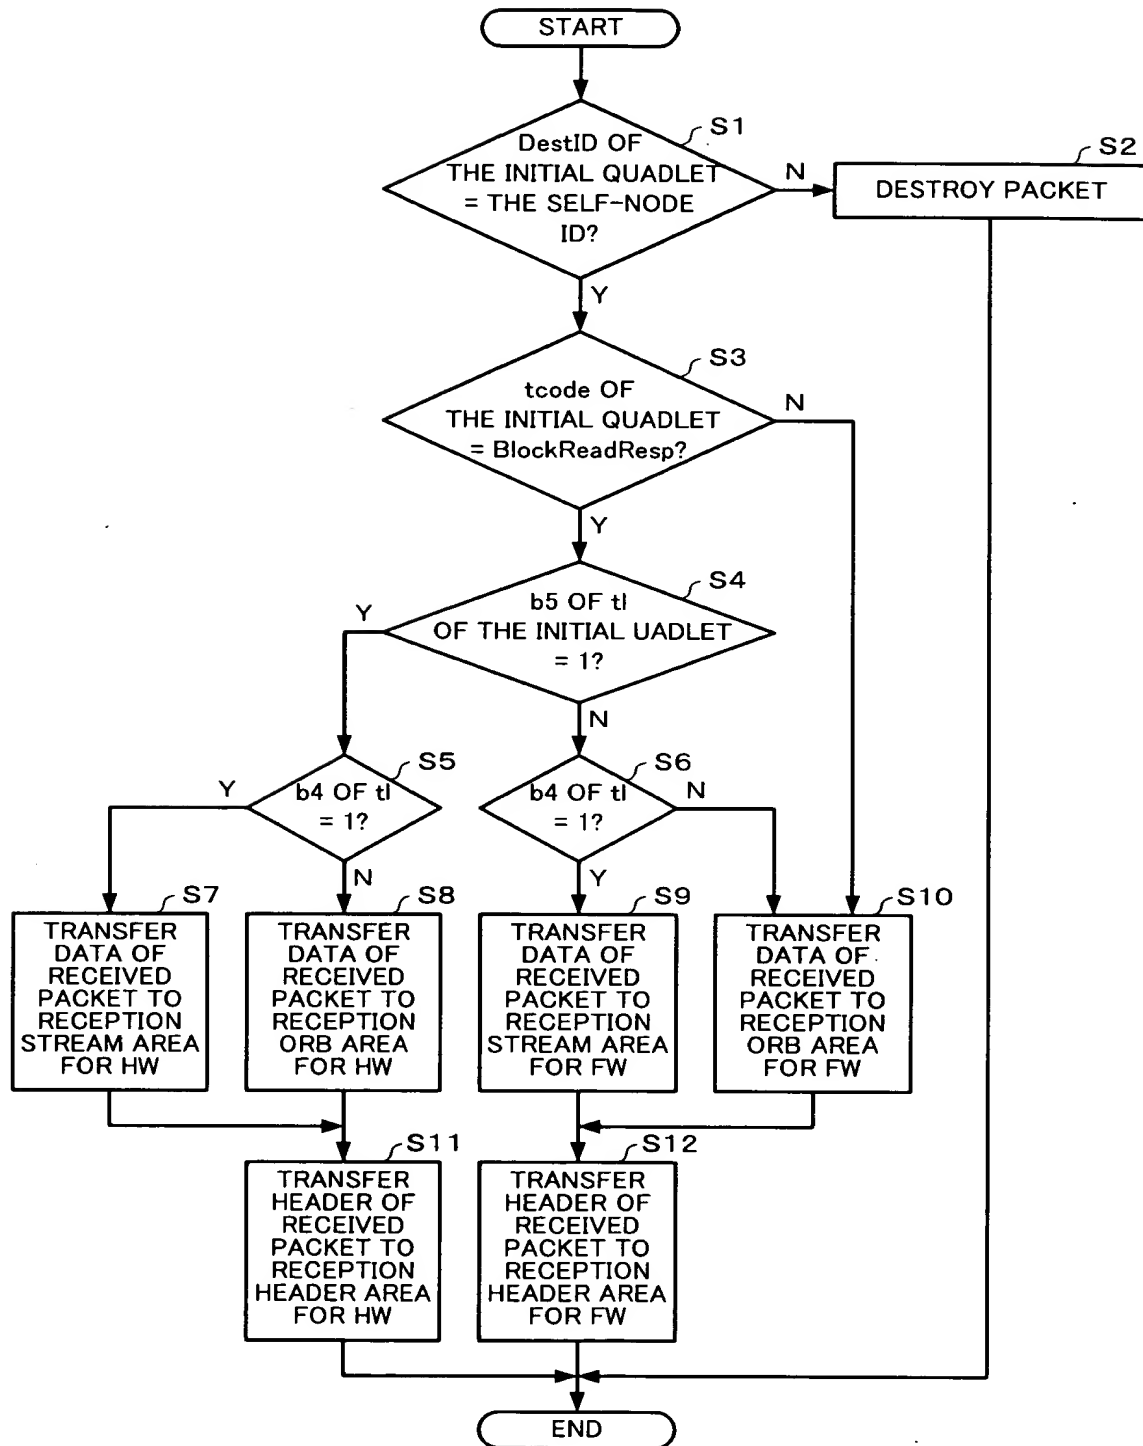 START
S1
DestID OF
THE INITIAL QUADLET
= THE SELF-NODE
ID?
N
S2
DESTROY PACKET
Y
S3
tcode OF
THE INITIAL QUADLET
= BlockReadResp?
N
Y
S4
b5 OF tl
OF THE INITIAL UADLET
= 1?
Y
N
S5
b4 OF tl
= 1?
Y
N
S6
b4 OF tl
= 1?
N
Y
S7
TRANSFER
DATA OF
RECEIVED
PACKET TO
RECEPTION
STREAM AREA
FOR HW
S8
TRANSFER
DATA OF
RECEIVED
PACKET TO
RECEPTION
ORB AREA
FOR HW
S9
TRANSFER
DATA OF
RECEIVED
PACKET TO
RECEPTION
STREAM AREA
FOR FW
S10
TRANSFER
DATA OF
RECEIVED
PACKET TO
RECEPTION
ORB AREA
FOR FW
S11
TRANSFER
HEADER OF
RECEIVED
PACKET TO
RECEPTION
HEADER AREA
FOR HW
S12
TRANSFER
HEADER OF
RECEIVED
PACKET TO
RECEPTION
HEADER AREA
FOR FW
END